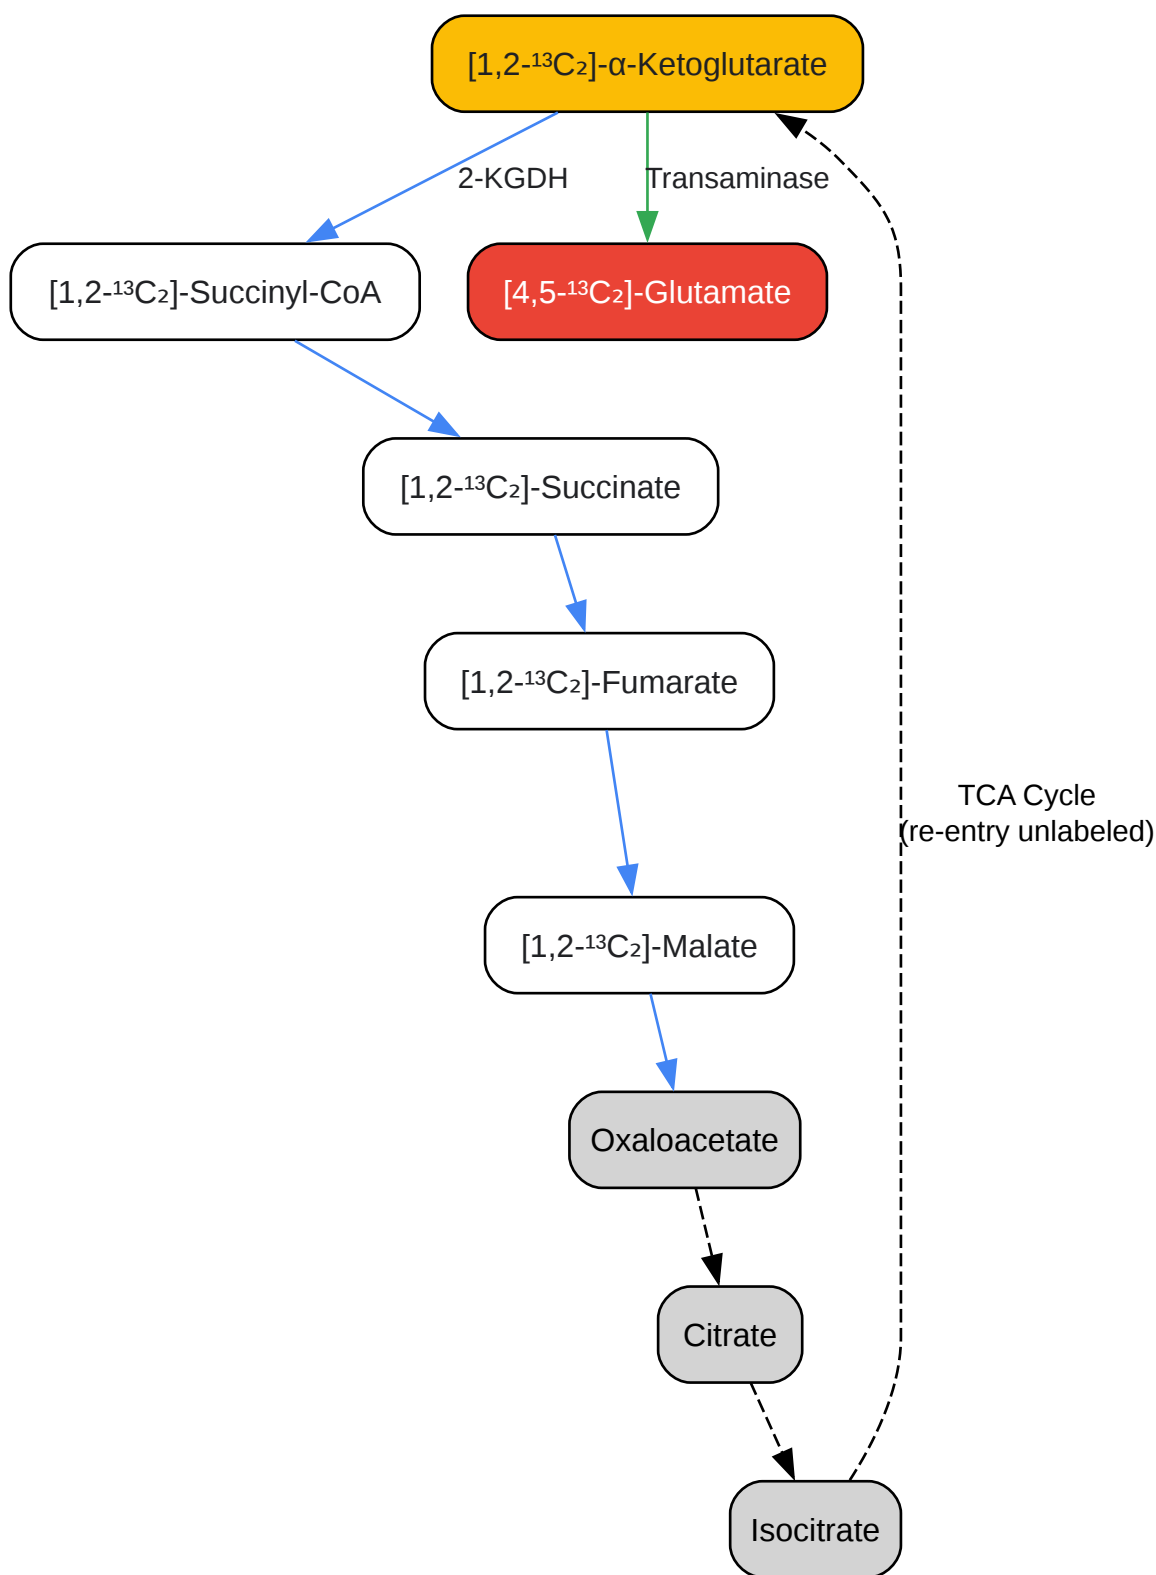 [1,2-¹³C₂]-α-Ketoglutarate
2-KGDH
Transaminase
[1,2-¹³C₂]-Succinyl-CoA
[4,5-¹³C₂]-Glutamate
[1,2-¹³C₂]-Succinate
[1,2-¹³C₂]-Fumarate
TCA Cycle
(re-entry unlabeled)
[1,2-¹³C₂]-Malate
Oxaloacetate
Citrate
Isocitrate